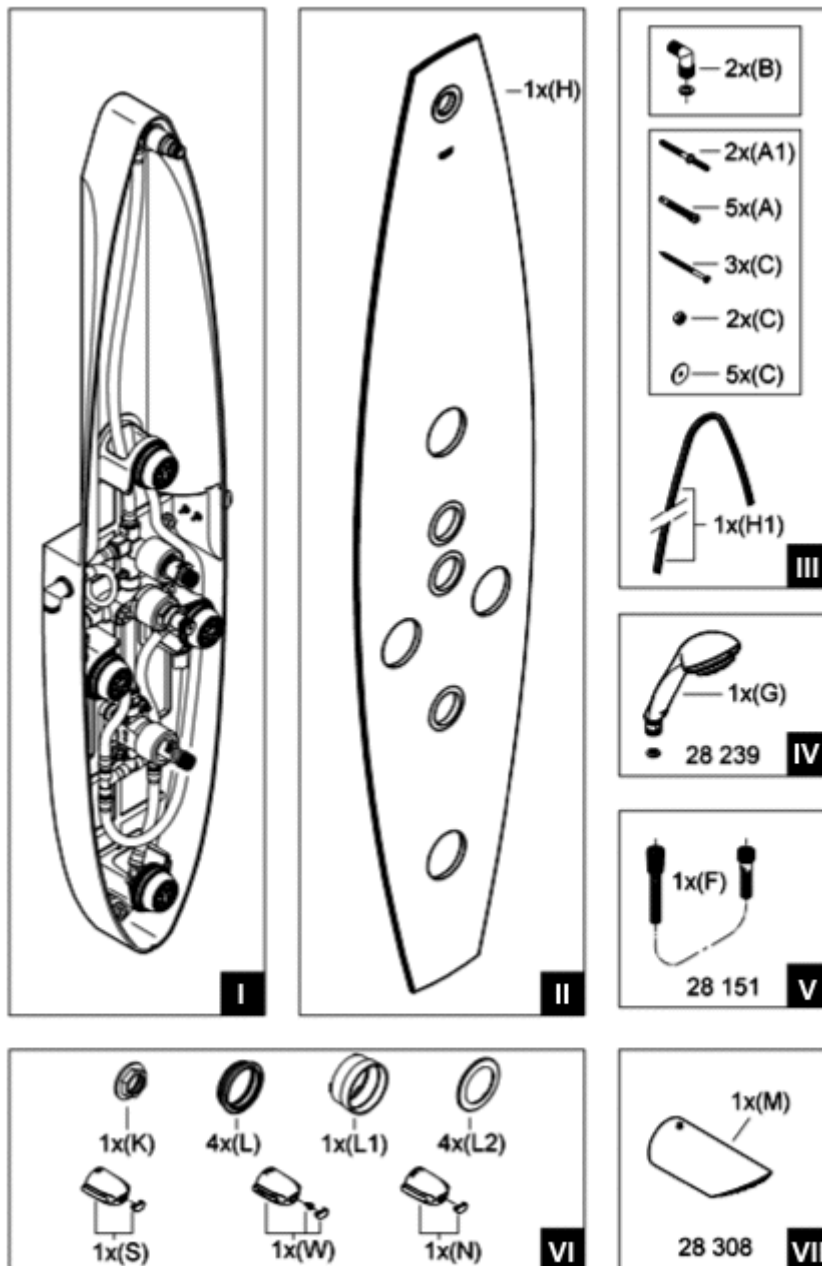 I
1x(H)
II
2x(B)
2x(A1)
5x(A)
3x(C)
2x(C)
5x(C)
1x(H1)
III
1x(G)
28 239
IV
1x(F)
28 151
V
1x(K)
4x(L)
1x(L1)
4x(L2)
1x(S)
1x(W)
1x(N)
VI
1x(M)
28 308
VII